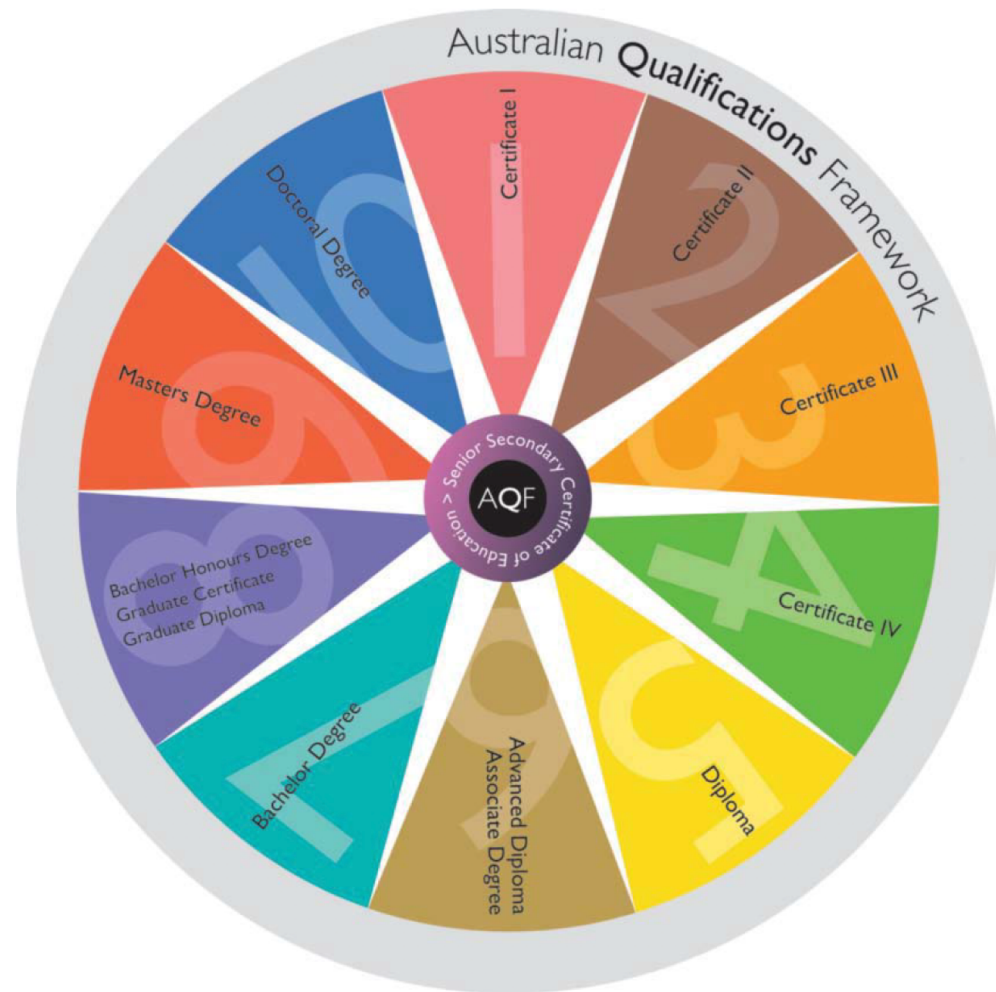 Australian Qualifications Framework
1
Certificate I
2
Certificate II
3
Certificate III
4
Certificate IV
5
Diploma
6
Advanced Diploma
Associate Degree
7
Bachelor Degree
8
Bachelor Honours Degree
Graduate Certificate
Graduate Diploma
9
Masters Degree
10
Doctoral Degree
Senior Secondary Certificate of Education >
AQF